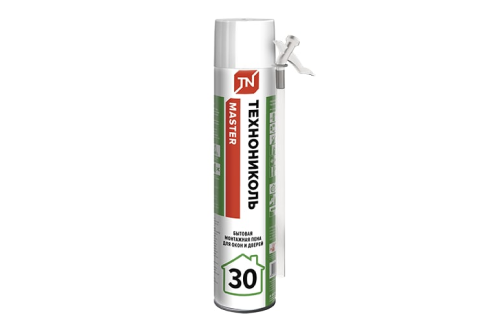 TN
ТЕХНОНИКОЛЬ
MASTER
БЫТОВАЯ
МОНТАЖНАЯ ПЕНА
ДЛЯ ОКОН И ДВЕРЕЙ
30